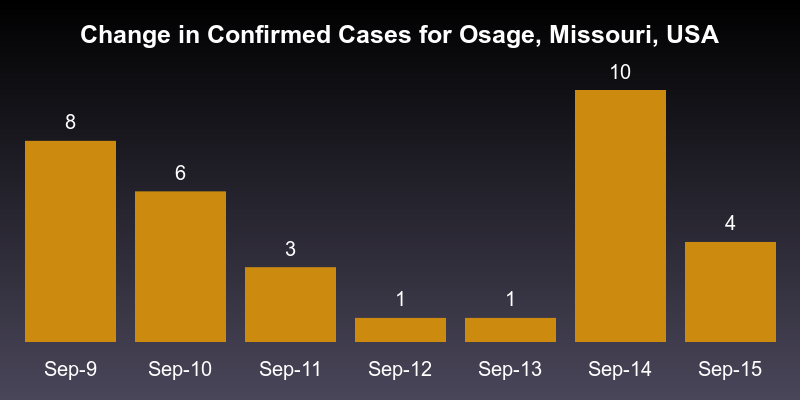 Change in Confirmed Cases for Osage, Missouri, USA
10
8
6
4
3
1
1
Sep-9
Sep-10
Sep-11
Sep-12
Sep-13
Sep-14
Sep-15